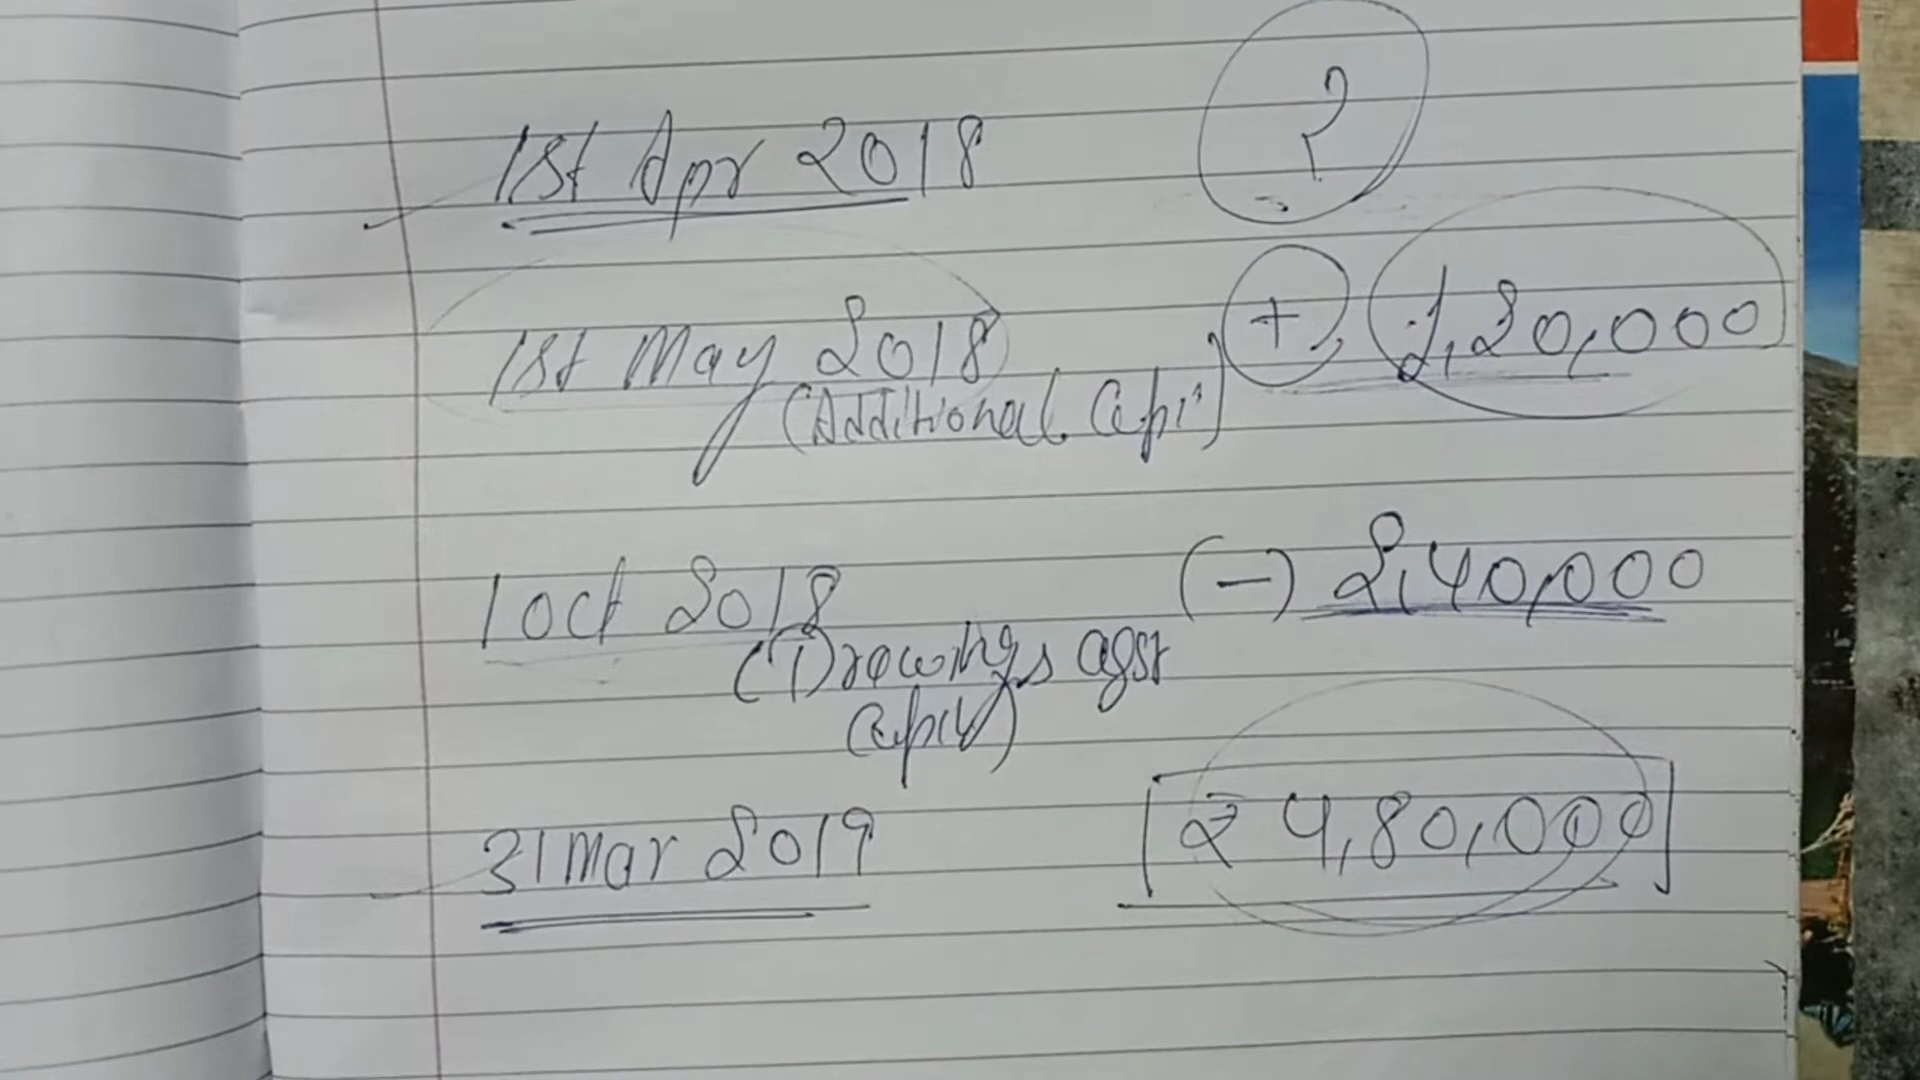 1st Apr 2018 ?
1st May 2018 + 1,20,000
(Additional Capi)
1 Oct 2018 (-) 2,40,000
(Drawings agst
Capit)
31 Mar 2019 ₹ 4,80,000